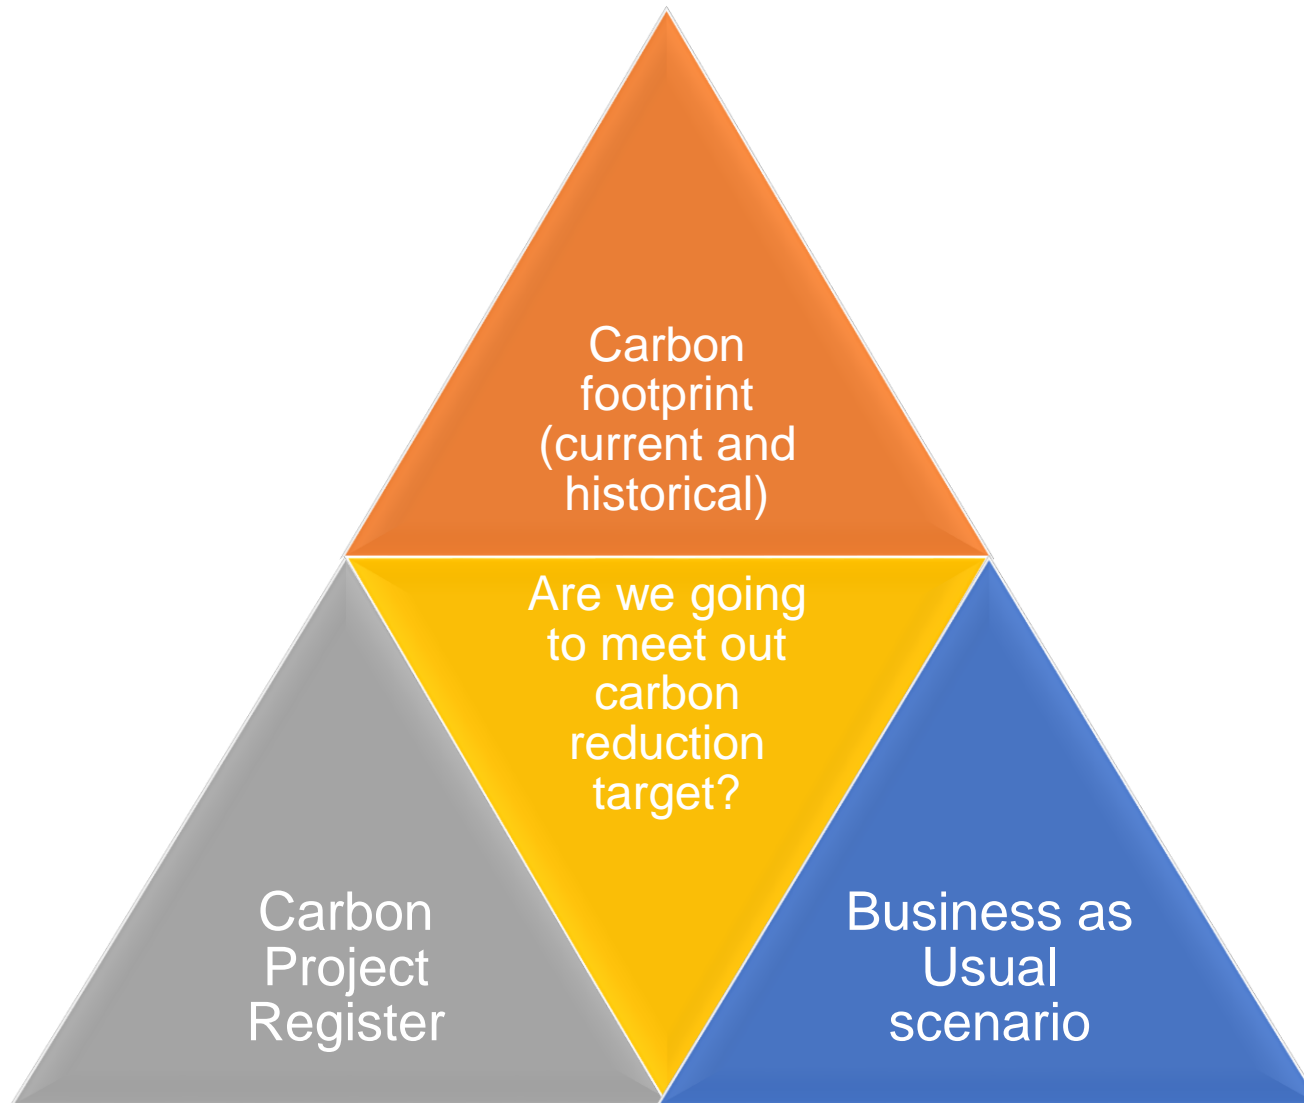 Carbon
footprint
(current and
historical)
Are we going
to meet out
carbon
reduction
target?
Carbon
Project
Register
Business as
Usual
scenario